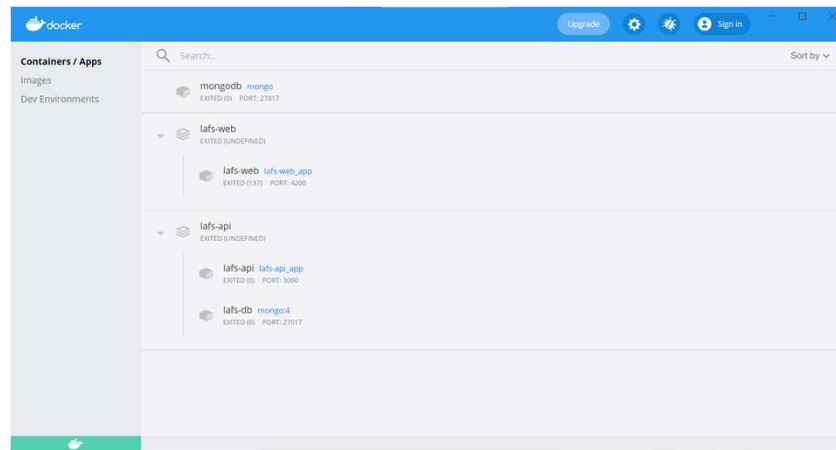 docker
Upgrade
Sign in
Containers / Apps
Images
Dev Environments
Search...
Sort by
mongodb mongo
EXITED (0) PORT: 27017
lafs-web
EXITED (UNDEFINED)
lafs-web lafs-web_app
EXITED (137) PORT: 4200
lafs-api
EXITED (UNDEFINED)
lafs-api lafs-api_app
EXITED (0) PORT: 3000
lafs-db mongo:4
EXITED (0) PORT: 27017